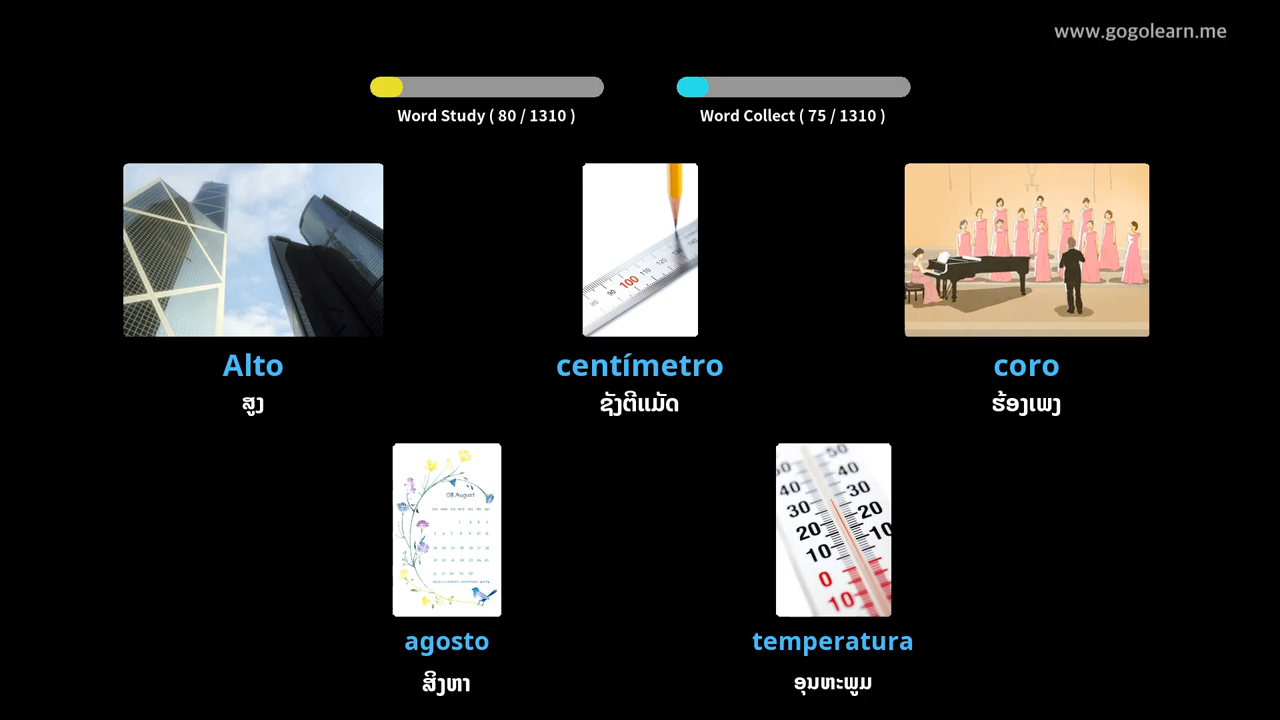 www.gogolearn.me
Word Study ( 80 / 1310 )
Word Collect ( 75 / 1310 )
Alto
centímetro
coro
ສູງ
ຊັງຕີແມັດ
ຮ້ອງເພງ
08.August
agosto
temperatura
ສິງຫາ
ອຸນຫະພູມ